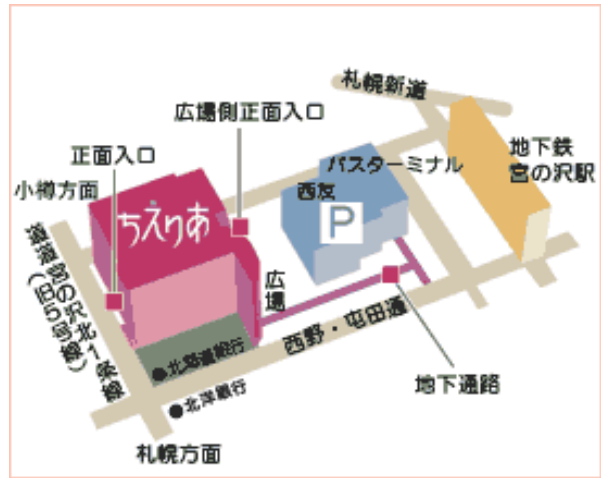 札幌新道
広場側正面入口
地下鉄
宮の沢駅
正面入口
バスターミナル
小樽方面
西友
ちえりあ
P
広場
道道宮の沢北1条線
(旧5号線)
西野・屯田通
●北海道銀行
●北洋銀行
地下通路
札幌方面